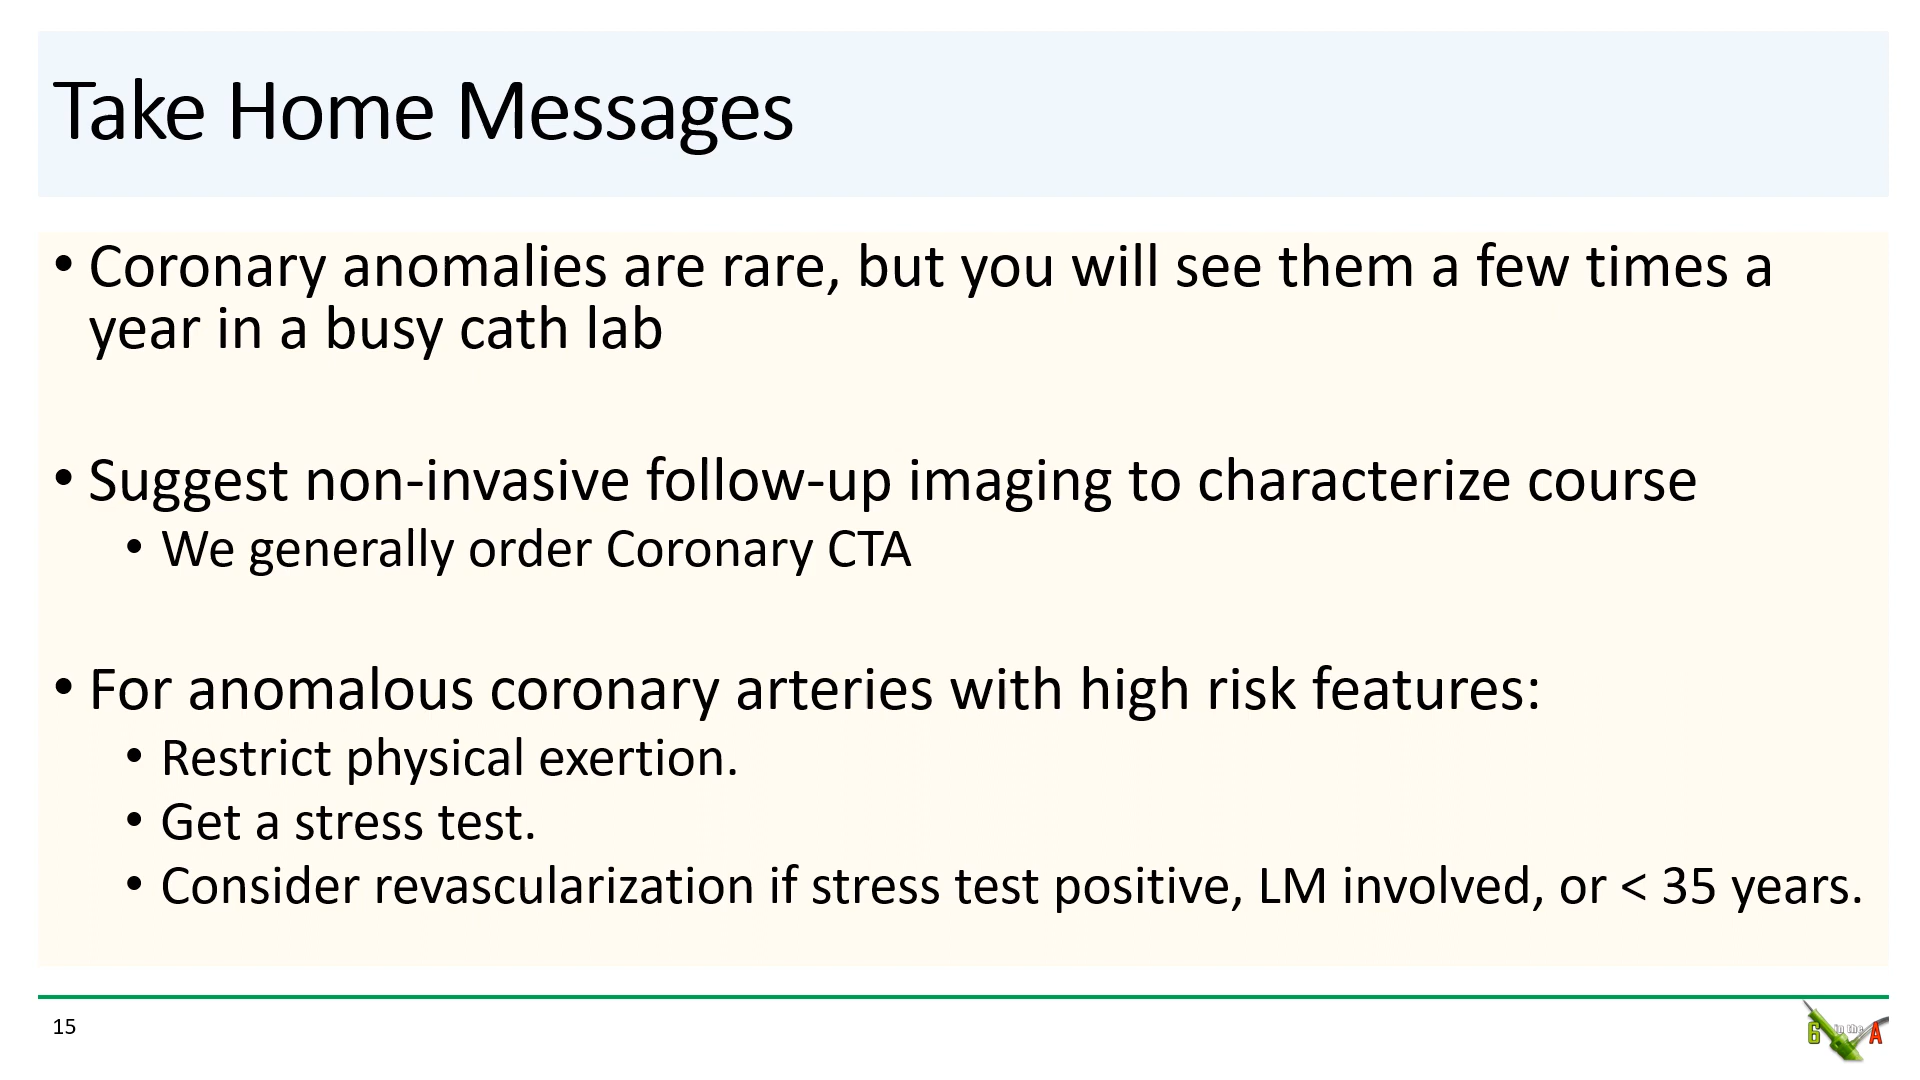 Take Home Messages
• Coronary anomalies are rare, but you will see them a few times a
year in a busy cath lab
• Suggest non-invasive follow-up imaging to characterize course
• We generally order Coronary CTA
• For anomalous coronary arteries with high risk features:
• Restrict physical exertion.
• Get a stress test.
• Consider revascularization if stress test positive, LM involved, or < 35 years.
15
6 in the A